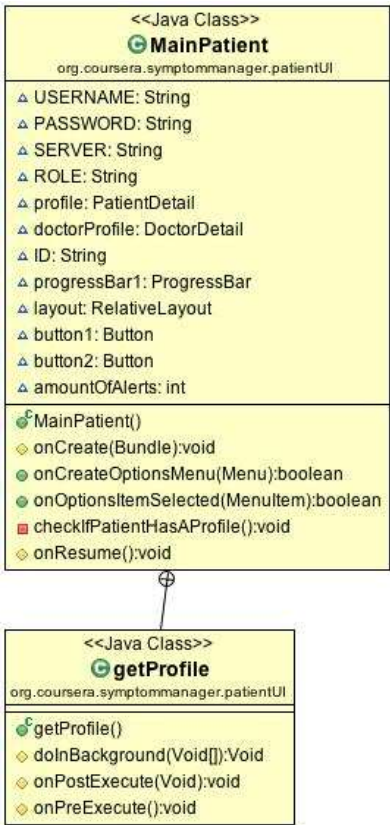 <<Java Class>>
MainPatient
org.coursera.symptommanager.patientUI
USERNAME: String
PASSWORD: String
SERVER: String
ROLE: String
profile: PatientDetail
doctorProfile: DoctorDetail
ID: String
progressBar1: ProgressBar
layout: RelativeLayout
button1: Button
button2: Button
amountOfAlerts: int
MainPatient()
onCreate(Bundle):void
onCreateOptionsMenu(Menu):boolean
onOptionsItemSelected(MenuItem):boolean
checkIfPatientHasAProfile():void
onResume():void
<<Java Class>>
getProfile
org.coursera.symptommanager.patientUI
getProfile()
doInBackground(Void[]):Void
onPostExecute(Void):void
onPreExecute():void